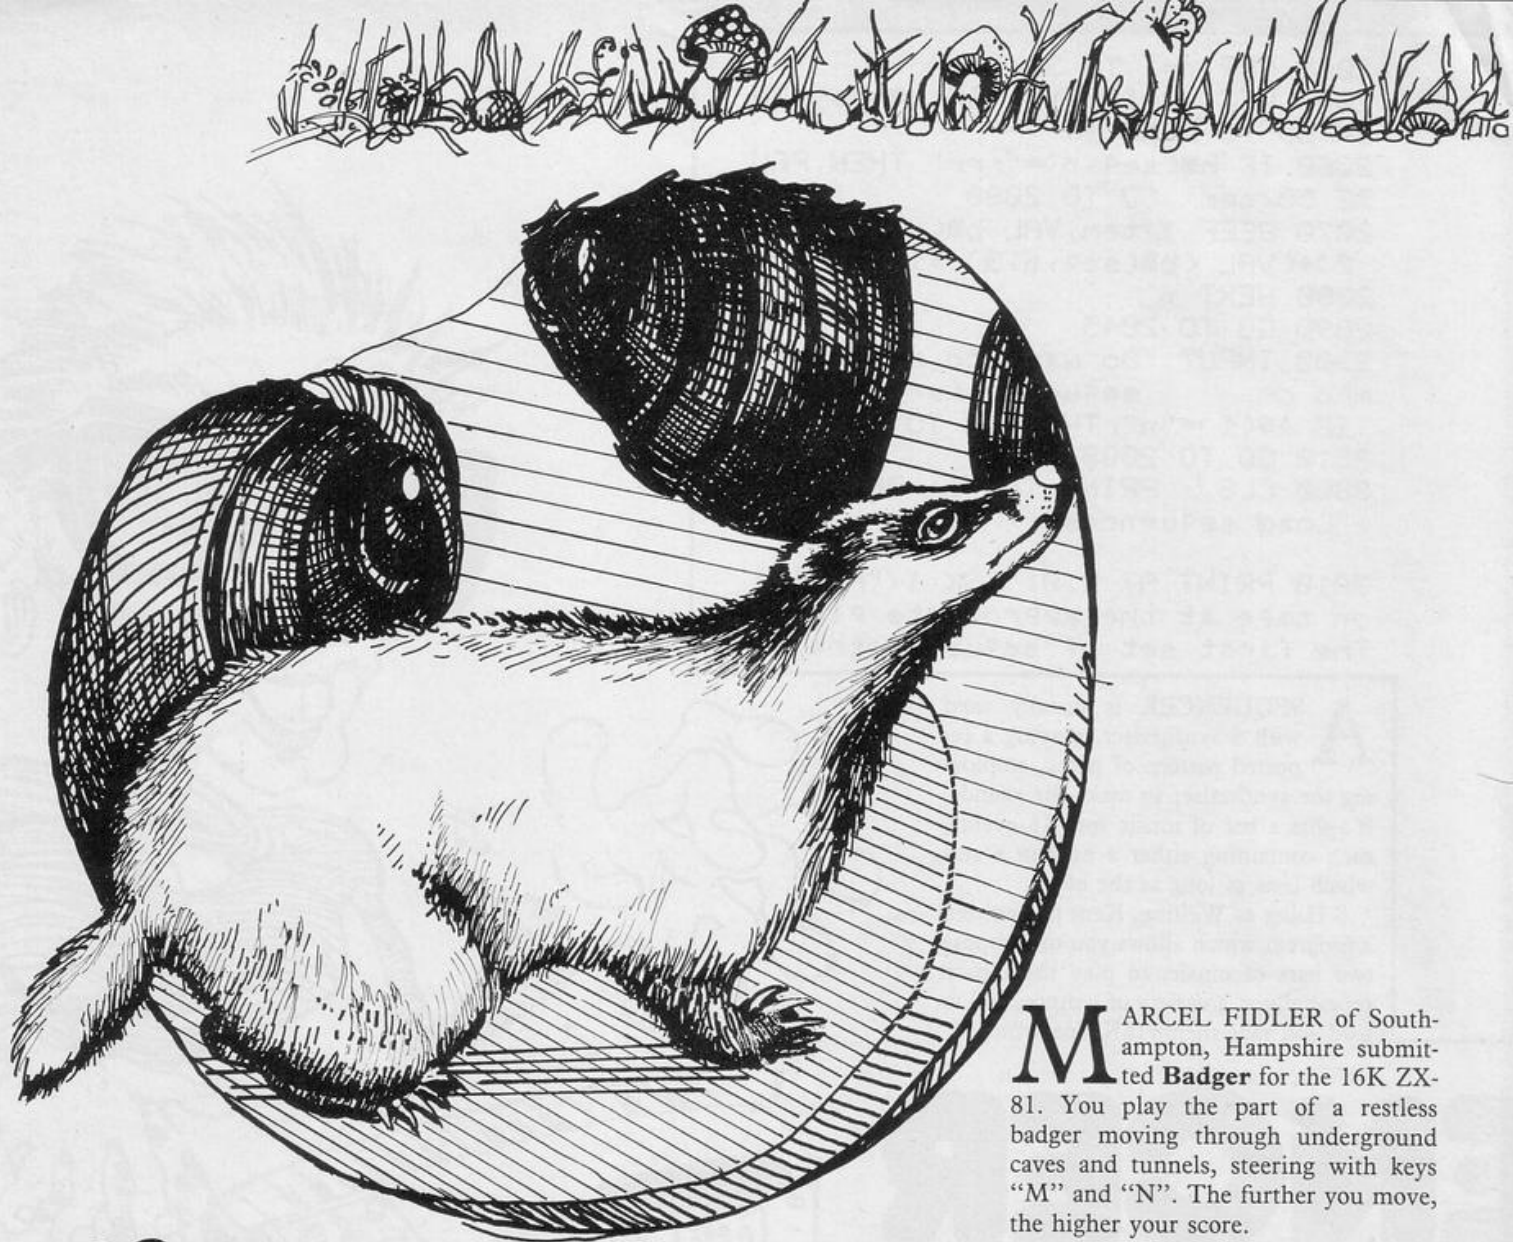 MARCEL FIDLER of South-
ampton, Hampshire submit-
ted Badger for the 16K ZX-
81. You play the part of a restless
badger moving through underground
caves and tunnels, steering with keys
“M” and “N”. The further you move,
the higher your score.